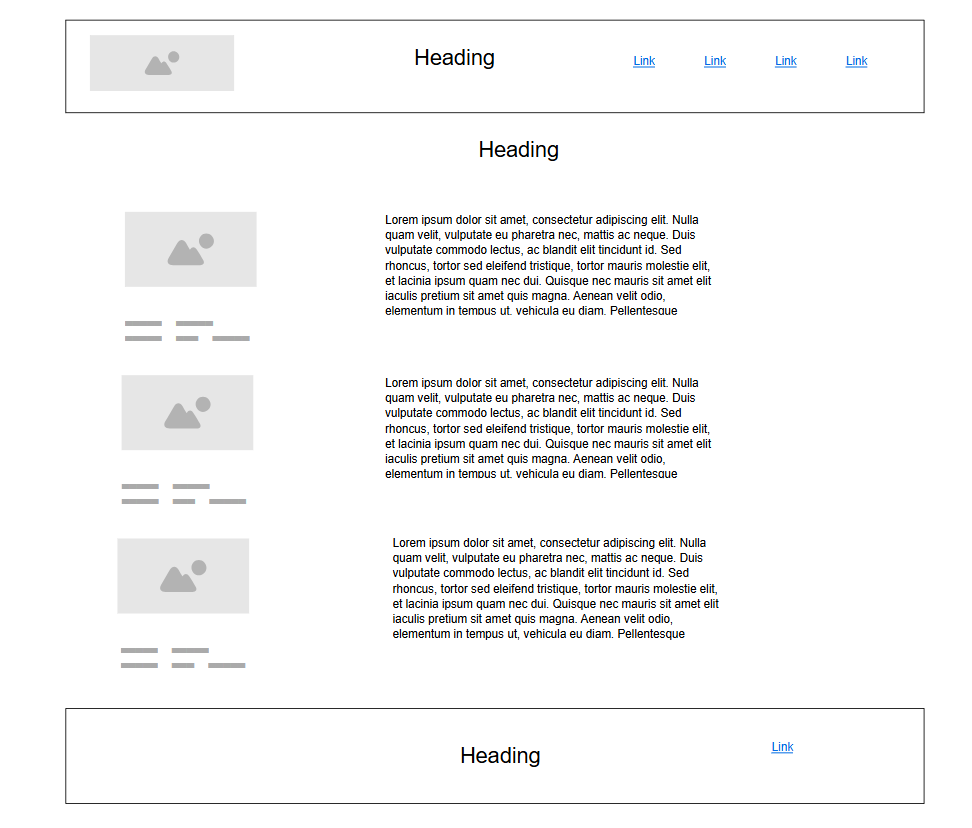 Heading
Link Link Link Link
Heading
Lorem ipsum dolor sit amet, consectetur adipiscing elit. Nulla
quam velit, vulputate eu pharetra nec, mattis ac neque. Duis
vulputate commodo lectus, ac blandit elit tincidunt id. Sed
rhoncus, tortor sed eleifend tristique, tortor mauris molestie elit,
et lacinia ipsum quam nec dui. Quisque nec mauris sit amet elit
iaculis pretium sit amet quis magna. Aenean velit odio,
elementum in tempus ut, vehicula eu diam. Pellentesque
Lorem ipsum dolor sit amet, consectetur adipiscing elit. Nulla
quam velit, vulputate eu pharetra nec, mattis ac neque. Duis
vulputate commodo lectus, ac blandit elit tincidunt id. Sed
rhoncus, tortor sed eleifend tristique, tortor mauris molestie elit,
et lacinia ipsum quam nec dui. Quisque nec mauris sit amet elit
iaculis pretium sit amet quis magna. Aenean velit odio,
elementum in tempus ut, vehicula eu diam. Pellentesque
Lorem ipsum dolor sit amet, consectetur adipiscing elit. Nulla
quam velit, vulputate eu pharetra nec, mattis ac neque. Duis
vulputate commodo lectus, ac blandit elit tincidunt id. Sed
rhoncus, tortor sed eleifend tristique, tortor mauris molestie elit,
et lacinia ipsum quam nec dui. Quisque nec mauris sit amet elit
iaculis pretium sit amet quis magna. Aenean velit odio,
elementum in tempus ut, vehicula eu diam. Pellentesque
Heading
Link